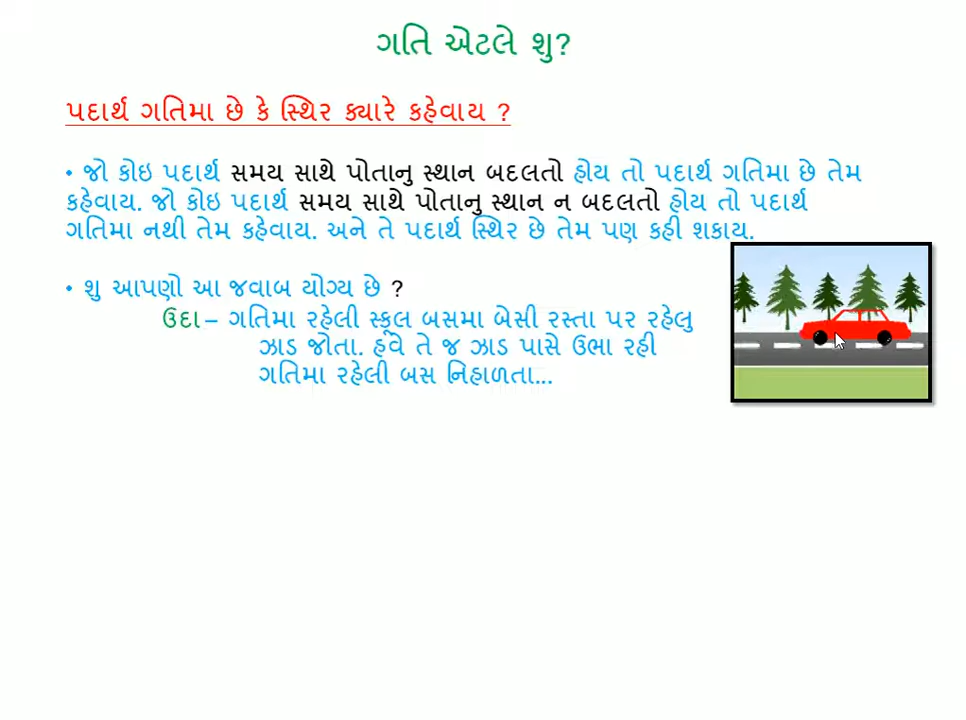 ગતિ એટલે શુ?
પદાર્થ ગતિમા છે કે સ્થિર ક્યારે કહેવાય ?
• જો કોઇ પદાર્થ સમય સાથે પોતાનુ સ્થાન બદલતો હોય તો પદાર્થ ગતિમા છે તેમ
કહેવાય. જો કોઇ પદાર્થ સમય સાથે પોતાનુ સ્થાન ન બદલતો હોય તો પદાર્થ
ગતિમા નથી તેમ કહેવાય. અને તે પદાર્થ સ્થિર છે તેમ પણ કહી શકાય.
• શુ આપણો આ જવાબ યોગ્ય છે ?
ઉદા – ગતિમા રહેલી સ્કૂલ બસમા બેસી રસ્તા પર રહેલુ
ઝાડ જોતા. હવે તે જ ઝાડ પાસે ઉભા રહી
ગતિમા રહેલી બસ નિહાળતા...